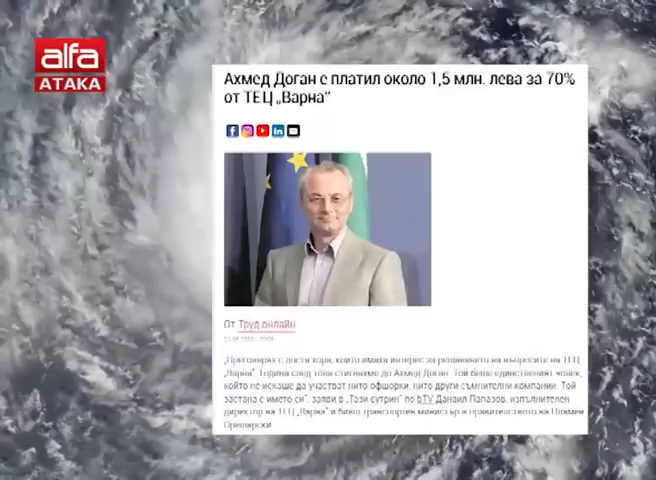 alfa
АТАКА
Ахмед Доган е платил около 1,5 млн. лева за 70%
от ТЕЦ „Варна“
От Труд онлайн
„Преговаряха с доста хора, които имаха интерес за решаването на въпросите на ТЕЦ
„Варна“. Година след това стигнахме до Ахмед Доган. Той беше единственият човек,
който не искаше да участват нито офшорки, нито други съмнителни компании. Той
застана с името си“, заяви в „Тази сутрин“ по bTV Данаил Папазов, изпълнителен
директор на ТЕЦ „Варна“ и бивш транспортен министър в правителството на Пламен
Орешарски.